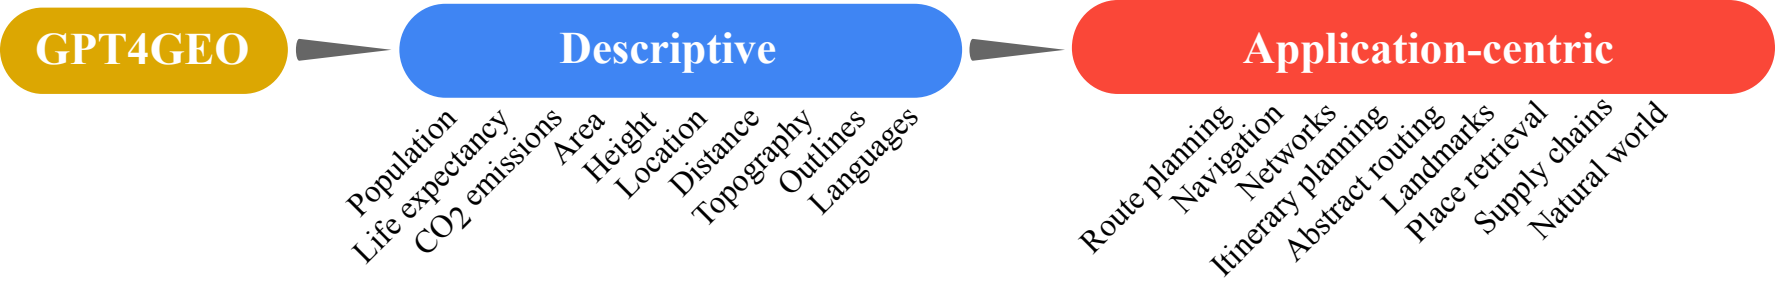 GPT4GEO
Descriptive
Application-centric
Population
Life expectancy
CO2 emissions
Area
Height
Location
Distance
Topography
Outlines
Languages
Route planning
Navigation
Networks
Itinerary planning
Abstract routing
Landmarks
Place retrieval
Supply chains
Natural world